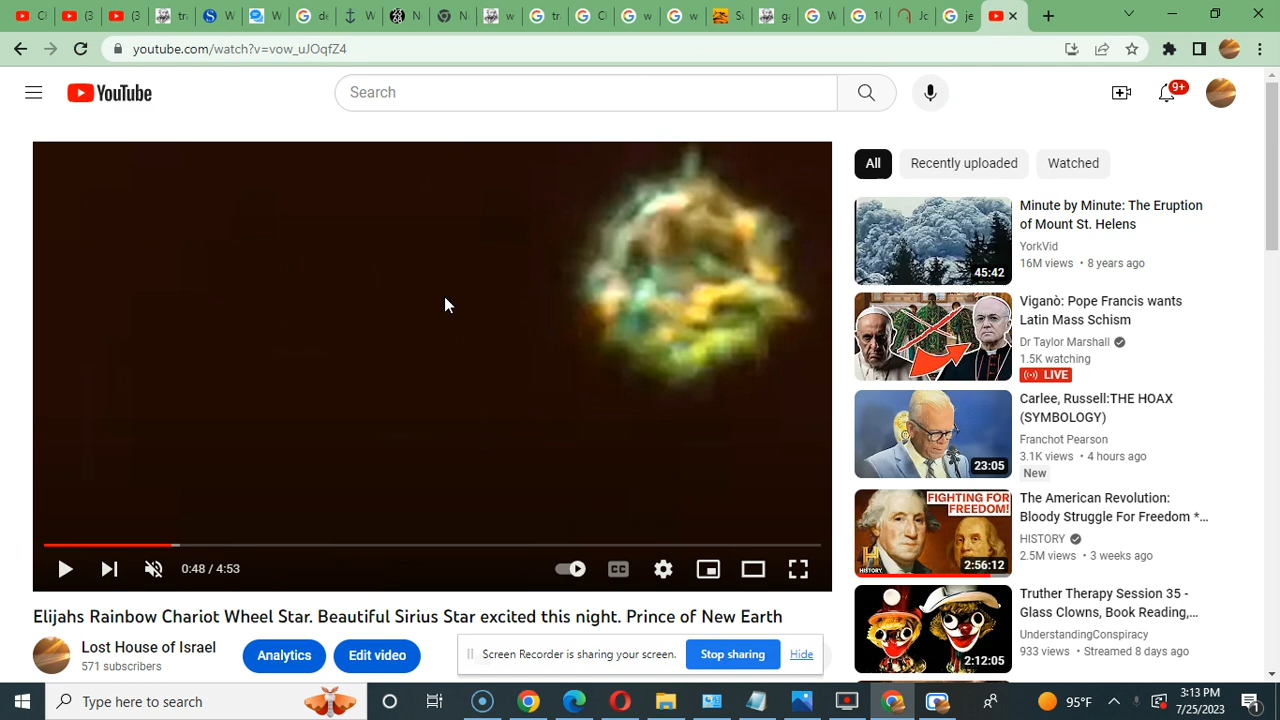 youtube.com/watch?v=vow_uJOqfZ4
YouTube
Search
9+
All
Recently uploaded
Watched
Minute by Minute: The Eruption
of Mount St. Helens
YorkVid
16M views • 8 years ago
45:42
Viganò: Pope Francis wants
Latin Mass Schism
Dr Taylor Marshall
1.5K watching
LIVE
Carlee, Russell:THE HOAX
(SYMBOLOGY)
Franchot Pearson
3.1K views • 4 hours ago
New
23:05
The American Revolution:
Bloody Struggle For Freedom *...
HISTORY
2.5M views • 3 weeks ago
FIGHTING FOR
FREEDOM!
H
HISTORY
2:56:12
Truther Therapy Session 35 -
Glass Clowns, Book Reading,...
UnderstandingConspiracy
933 views • Streamed 8 days ago
2:12:05
0:48 / 4:53
CC
Elijahs Rainbow Chariot Wheel Star. Beautiful Sirius Star excited this night. Prince of New Earth
Lost House of Israel
571 subscribers
Analytics
Edit video
Screen Recorder is sharing your screen.
Stop sharing
Hide
Type here to search
95°F
3:13 PM
7/25/2023
1